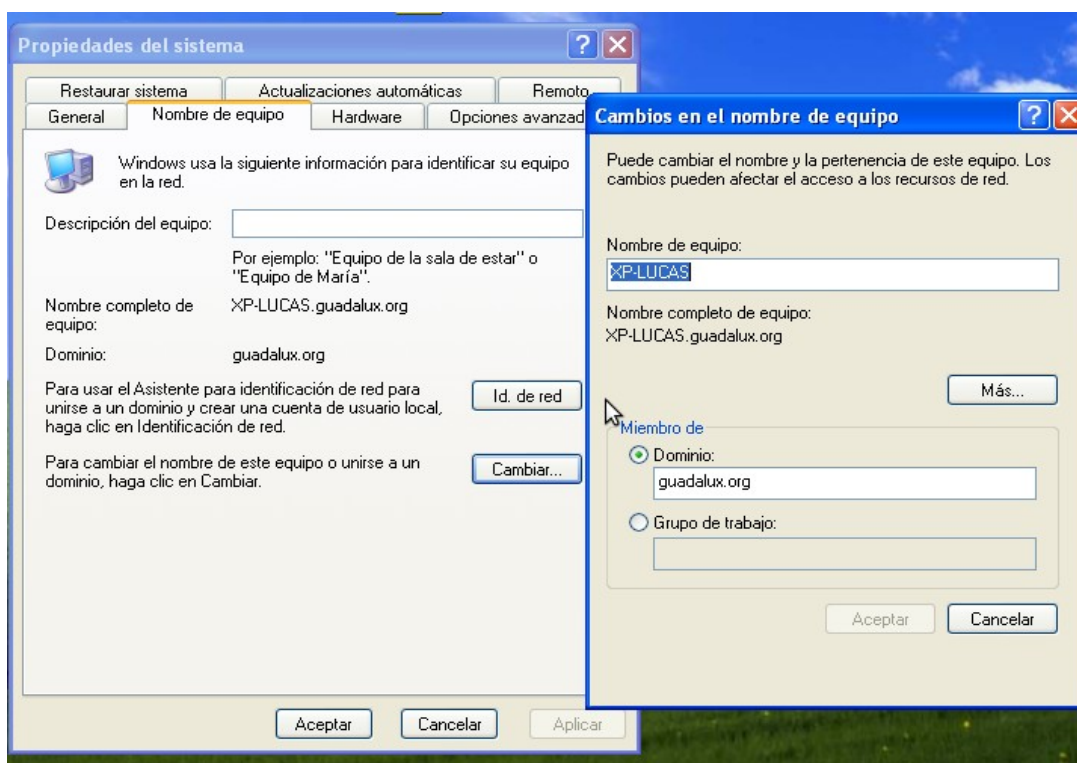 Propiedades del sistema
Restaurar sistema
Actualizaciones automáticas
Remoto
General
Nombre de equipo
Hardware
Opciones avanzad
Windows usa la siguiente información para identificar su equipo
en la red.
Descripción del equipo:
Por ejemplo: "Equipo de la sala de estar" o
"Equipo de María".
Nombre completo de
equipo:
XP-LUCAS.guadalux.org
Dominio:
guadalux.org
Para usar el Asistente para identificación de red para
unirse a un dominio y crear una cuenta de usuario local,
haga clic en Identificación de red.
Id. de red
Para cambiar el nombre de este equipo o unirse a un
dominio, haga clic en Cambiar.
Cambiar...
Aceptar
Cancelar
Aplicar
Cambios en el nombre de equipo
Puede cambiar el nombre y la pertenencia de este equipo. Los
cambios pueden afectar el acceso a los recursos de red.
Nombre de equipo:
XP-LUCAS
Nombre completo de equipo:
XP-LUCAS.guadalux.org
Más...
Miembro de
Dominio:
guadalux.org
Grupo de trabajo:
Aceptar
Cancelar